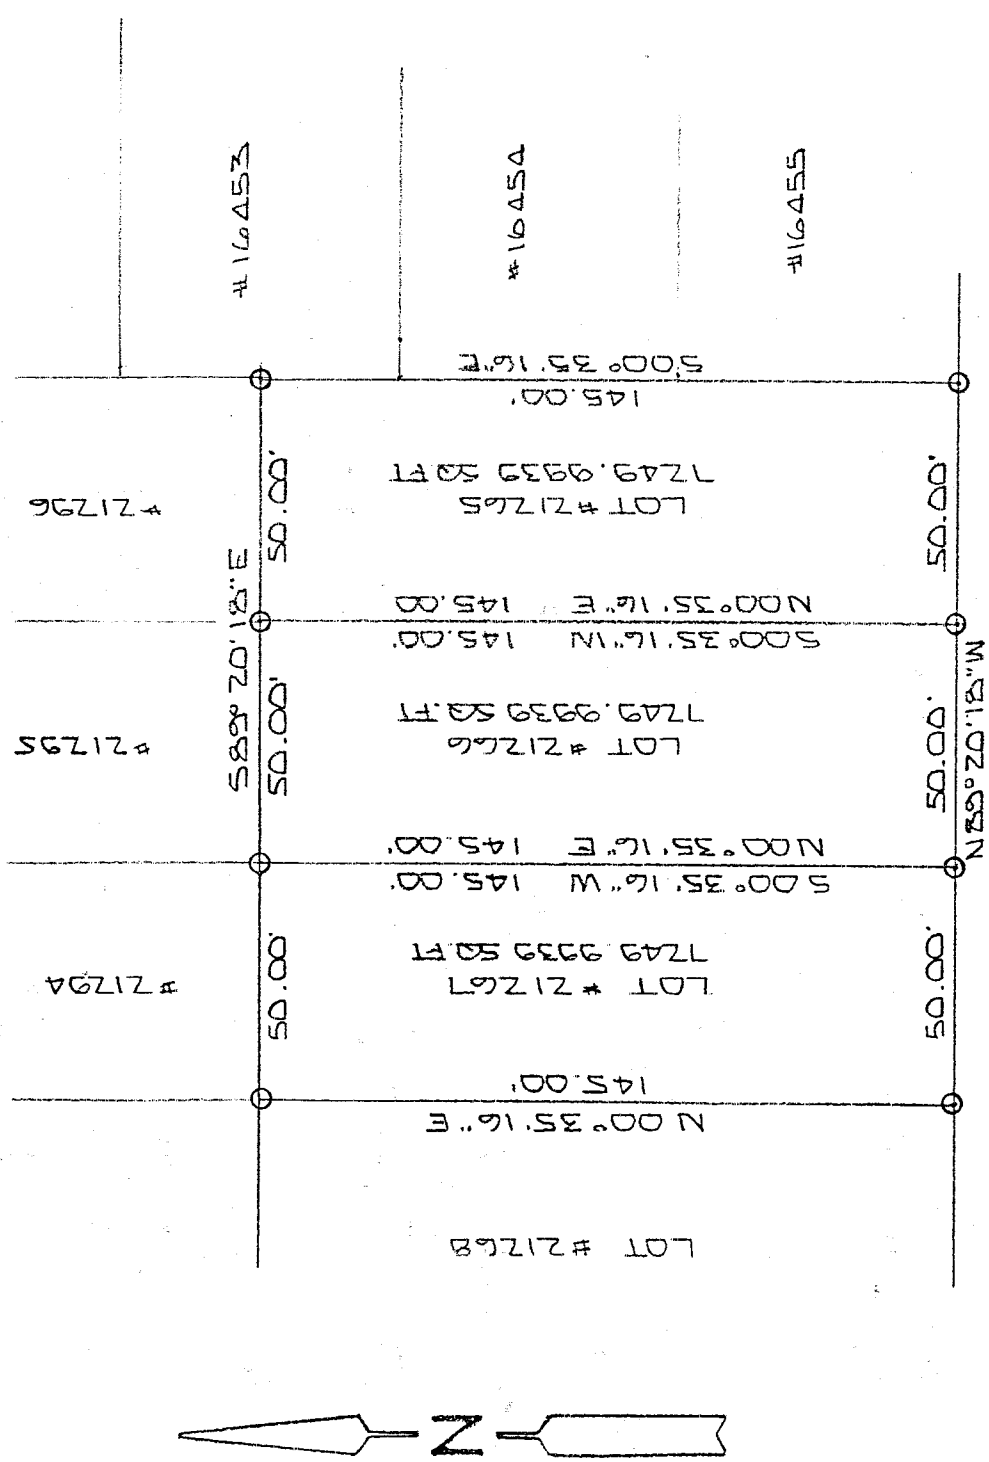 #16453
#16454
#16455
S00° 35' 16"E
145.00'
7249.9939 SQ FT
LOT #21265
50.00'
50.00'
#21296
S89° 20' 18"E
N00° 35' 16"E 145.00
S00° 35' 16"W 145.00'
7249.9939 SQ.FT
LOT #21266
50.00'
50.00'
#21295
N89° 20' 18"W
N00° 35' 16"E 145.00'
S00° 35' 16"W 145.00'
7249.9939 SQ.FT
LOT #21267
50.00'
50.00'
#21294
145.00'
N00° 35' 16"E
LOT #21268
N